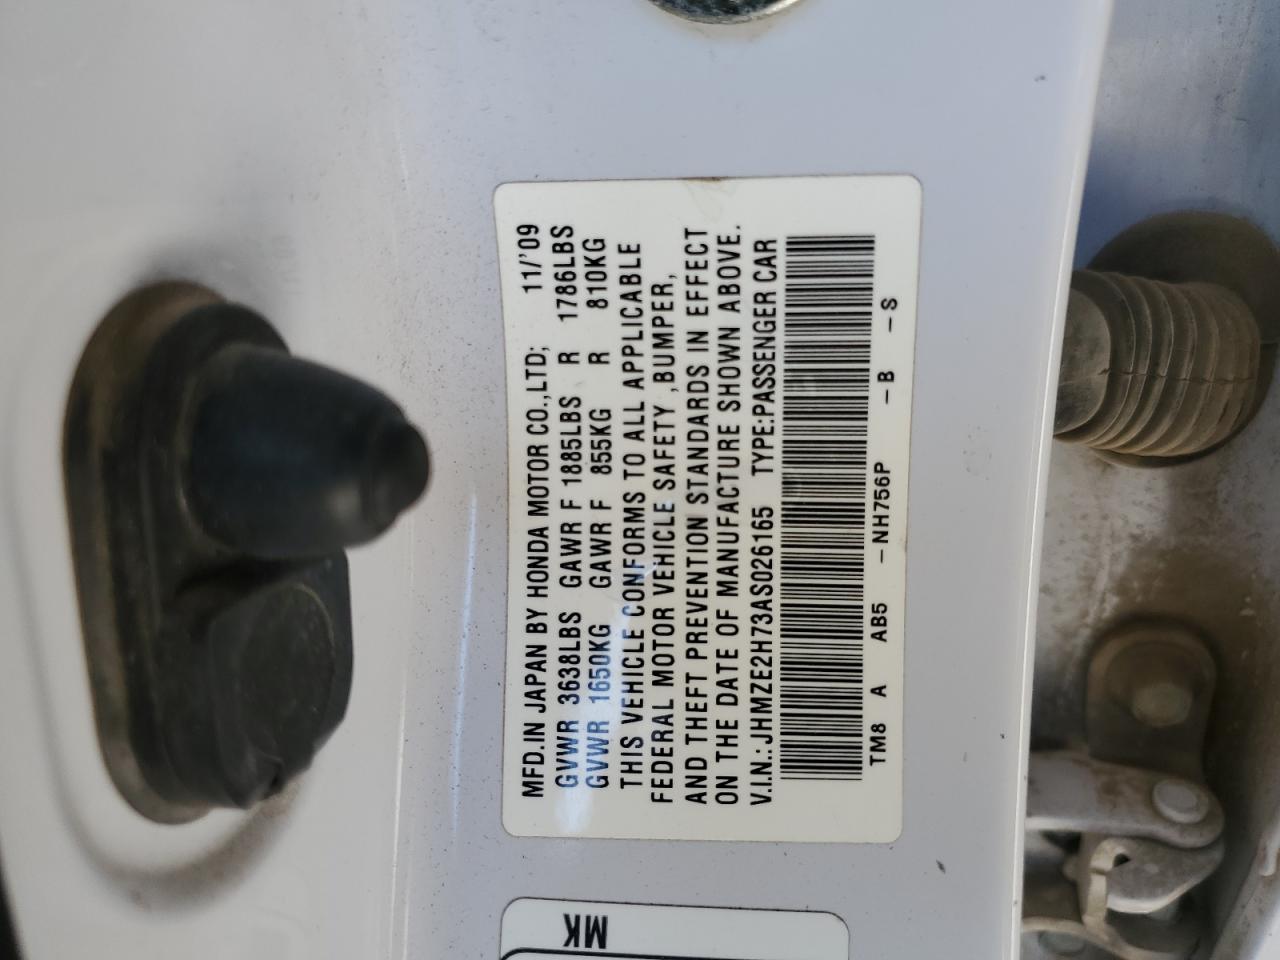 MFD.IN JAPAN BY HONDA MOTOR CO.,LTD; 11/'09
GVWR 3638LBS GAWR F 1885LBS R 1786LBS
GVWR 1650KG GAWR F 855KG R 810KG
THIS VEHICLE CONFORMS TO ALL APPLICABLE
FEDERAL MOTOR VEHICLE SAFETY ,BUMPER,
AND THEFT PREVENTION STANDARDS IN EFFECT
ON THE DATE OF MANUFACTURE SHOWN ABOVE.
V.I.N.: JHMZE2H73AS026165 TYPE:PASSENGER CAR
TM8 A AB5 -NH756P -B -S
MK